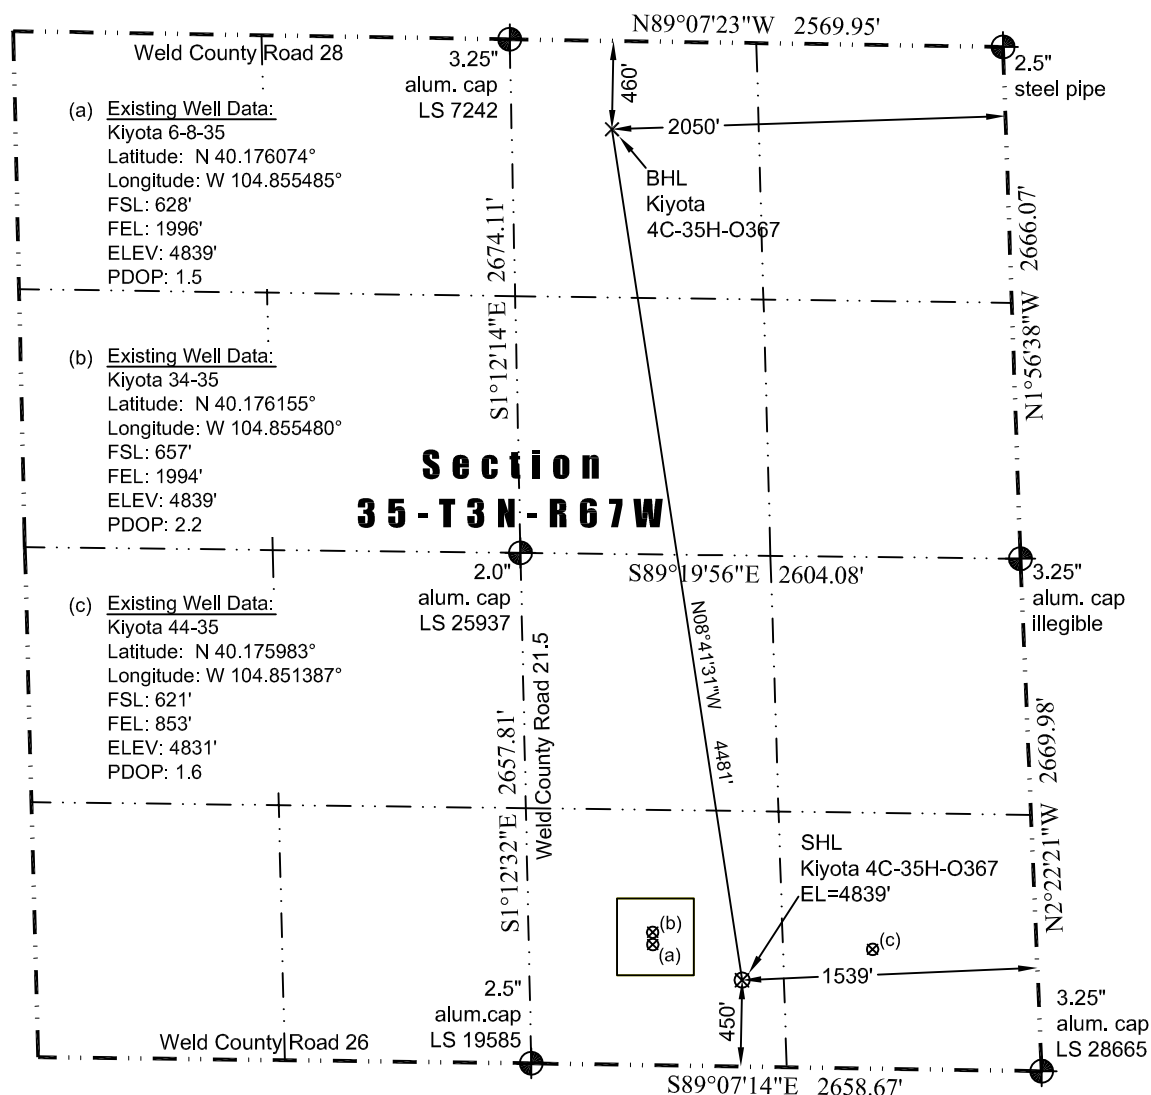 N89°07'23"W 2569.95'
Weld County Road 28
3.25"
alum. cap
LS 7242
460'
2.5"
steel pipe
2050'
(a) Existing Well Data:
Kiyota 6-8-35
Latitude: N 40.176074°
Longitude: W 104.855485°
FSL: 628'
FEL: 1996'
ELEV: 4839'
PDOP: 1.5
BHL
Kiyota
4C-35H-O367
S1°12'14"E 2674.11'
N1°56'38"W 2666.07'
(b) Existing Well Data:
Kiyota 34-35
Latitude: N 40.176155°
Longitude: W 104.855480°
FSL: 657'
FEL: 1994'
ELEV: 4839'
PDOP: 2.2
Section
35-T3N-R67W
2.0"
alum. cap
LS 25937
S89°19'56"E 2604.08'
3.25"
alum. cap
illegible
(c) Existing Well Data:
Kiyota 44-35
Latitude: N 40.175983°
Longitude: W 104.851387°
FSL: 621'
FEL: 853'
ELEV: 4831'
PDOP: 1.6
N08°41'31"W 4481'
Weld County Road 21.5
S1°12'32"E 2657.81'
N2°22'21"W 2669.98'
SHL
Kiyota 4C-35H-O367
EL=4839'
(b)
(a)
(c)
1539'
450'
2.5"
alum.cap
LS 19585
3.25"
alum. cap
LS 28665
Weld County Road 26
S89°07'14"E 2658.67'